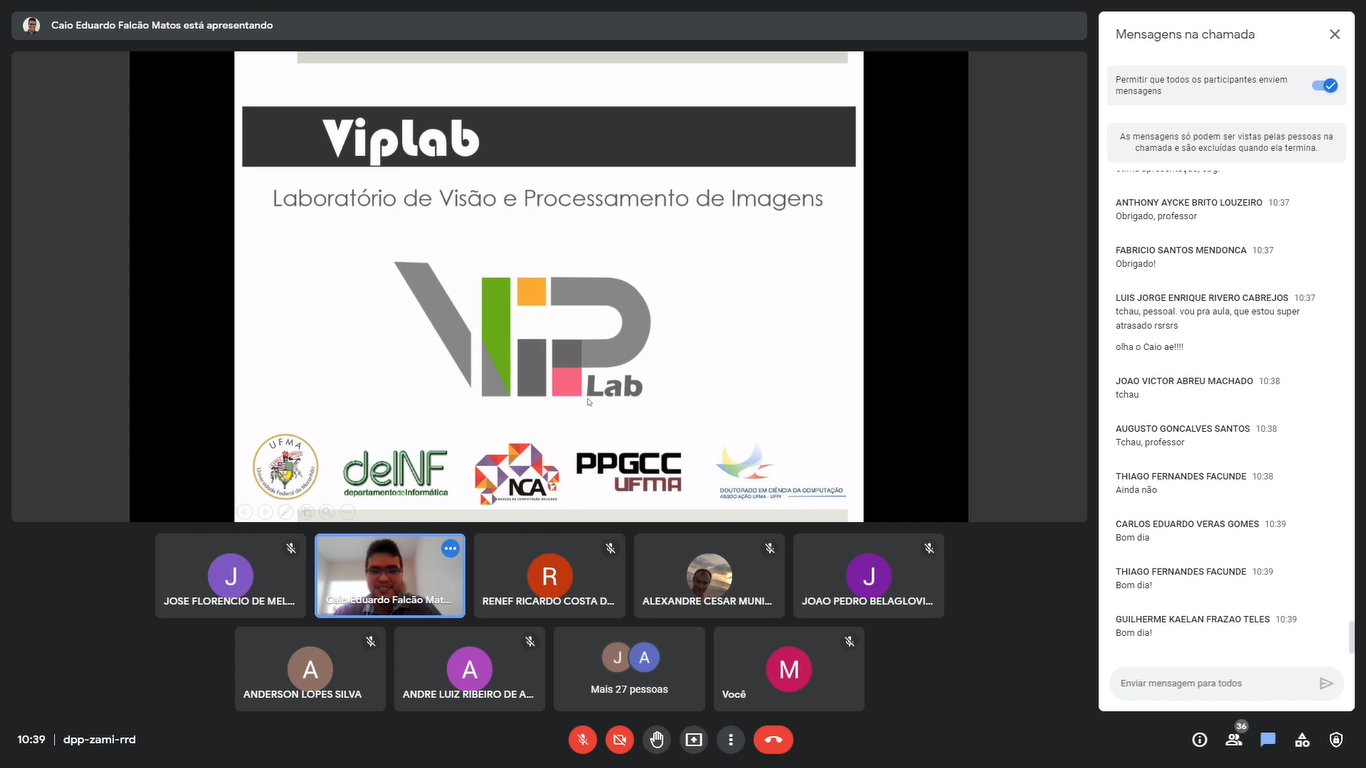 Caio Eduardo Falcão Matos está apresentando
VipLab
Laboratório de Visão e Processamento de Imagens
VIP
Lab
UFMA
Universidade Federal do Maranhão
deINF
departamentodeInformática
NCA
PPGCC
UFMA
DOUTORADO EM CIÊNCIA DA COMPUTAÇÃO
ASSOCIAÇÃO UFMA - UFPI
J
JOSE FLORENCIO DE MEL...
Caio Eduardo Falcão Mat...
R
RENEF RICARDO COSTA D...
ALEXANDRE CESAR MUNI...
J
JOAO PEDRO BELAGLOVI...
A
ANDERSON LOPES SILVA
A
ANDRE LUIZ RIBEIRO DE A...
J A
Mais 27 pessoas
M
Você
10:39 | dpp-zami-rrd
36
Mensagens na chamada
Permitir que todos os participantes enviem
mensagens
As mensagens só podem ser vistas pelas pessoas na
chamada e são excluídas quando ela termina.
ANTHONY AYCKE BRITO LOUZEIRO 10:37
Obrigado, professor
FABRICIO SANTOS MENDONCA 10:37
Obrigado!
LUIS JORGE ENRIQUE RIVERO CABREJOS 10:37
tchau, pessoal. vou pra aula, que estou super
atrasado rsrsrs
olha o Caio ae!!!!
JOAO VICTOR ABREU MACHADO 10:38
tchau
AUGUSTO GONCALVES SANTOS 10:38
Tchau, professor
THIAGO FERNANDES FACUNDE 10:38
Ainda não
CARLOS EDUARDO VERAS GOMES 10:39
Bom dia
THIAGO FERNANDES FACUNDE 10:39
Bom dia!
GUILHERME KAELAN FRAZAO TELES 10:39
Bom dia!
Enviar mensagem para todos